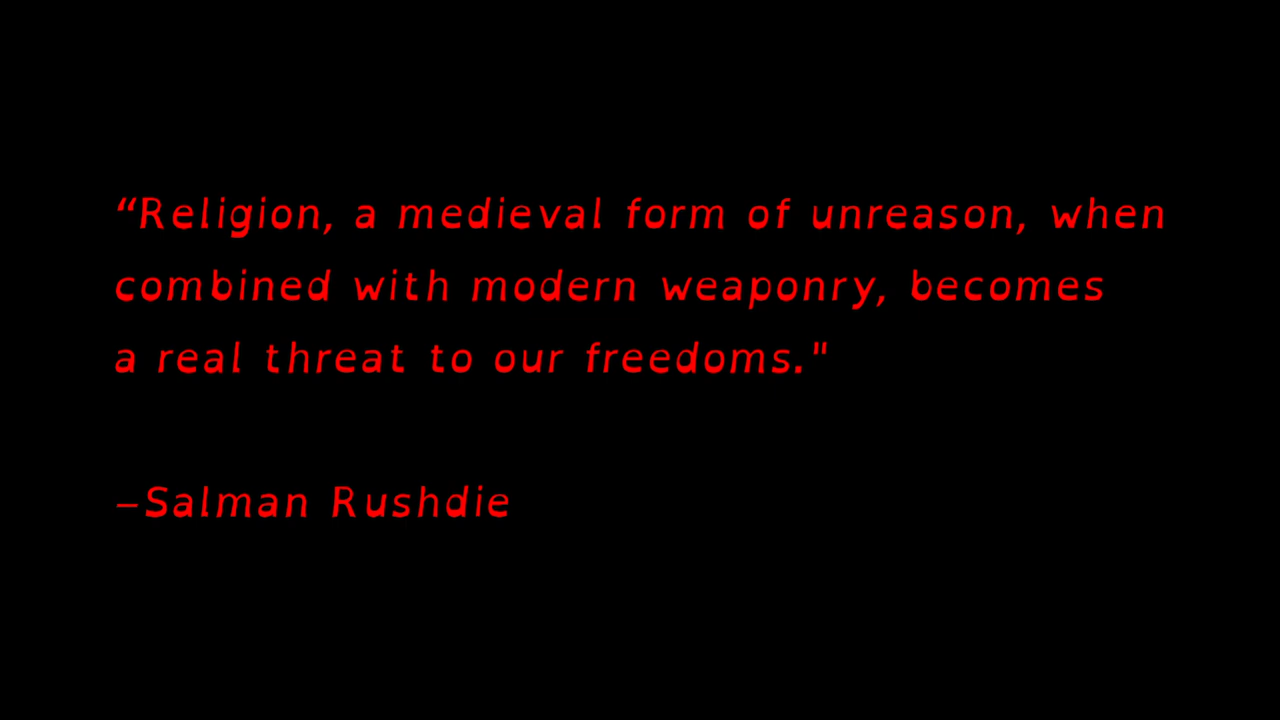 “Religion, a medieval form of unreason, when
combined with modern weaponry, becomes
a real threat to our freedoms."
–Salman Rushdie